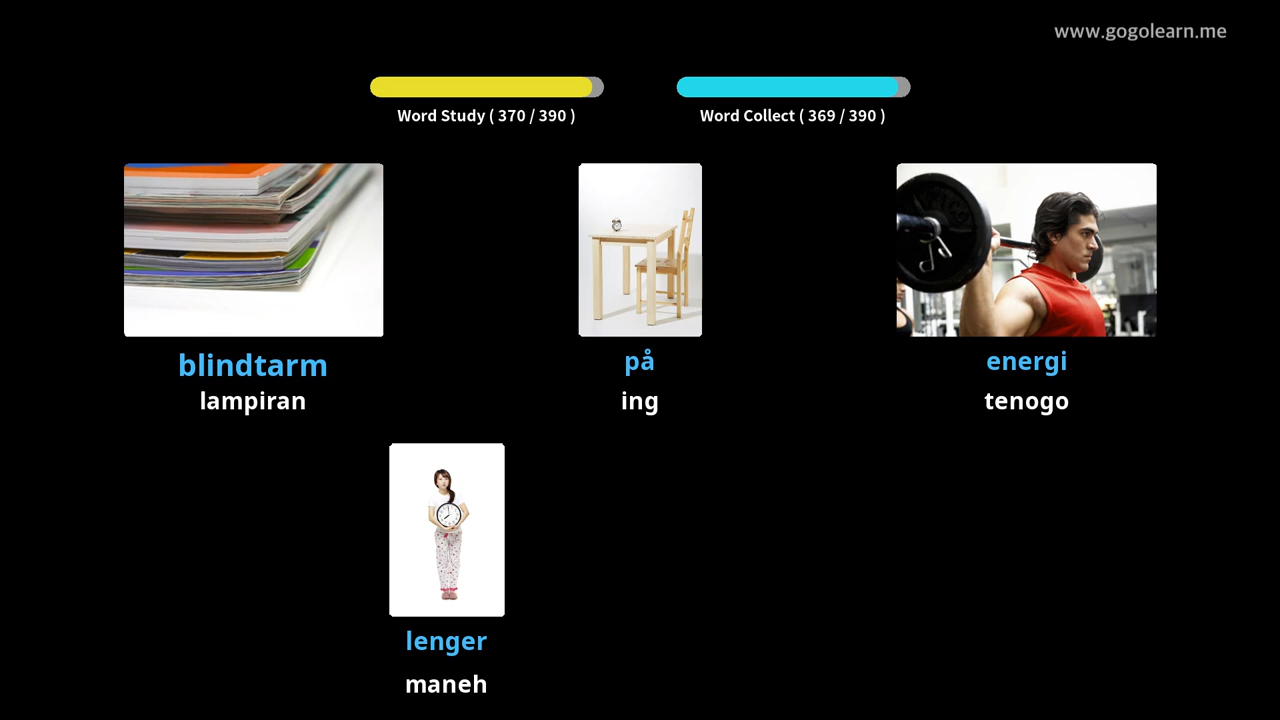 www.gogolearn.me
Word Study ( 370 / 390 )
Word Collect ( 369 / 390 )
blindtarm
lampiran
på
ing
energi
tenogo
lenger
maneh